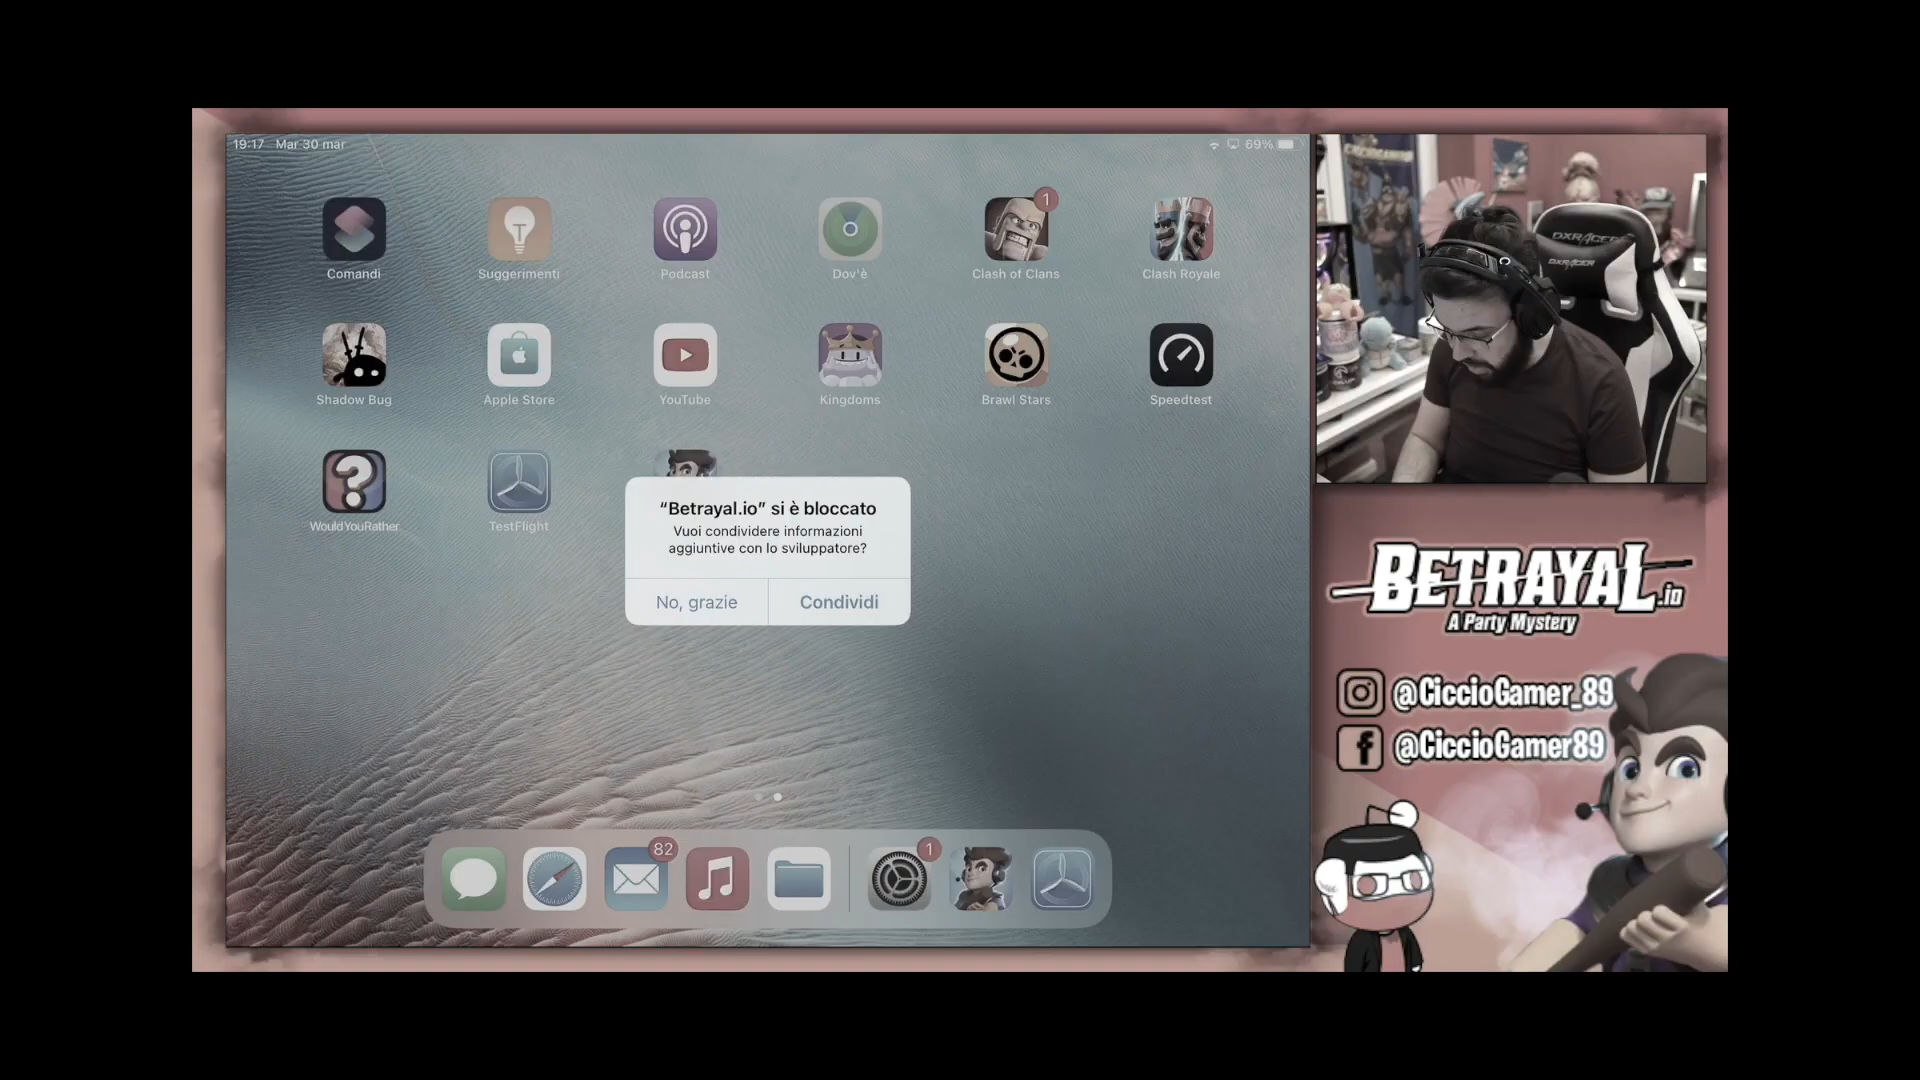 19:17 Mar 30 mar
69%
1
Comandi
Suggerimenti
Podcast
Dov'è
Clash of Clans
Clash Royale
Shadow Bug
Apple Store
YouTube
Kingdoms
Brawl Stars
Speedtest
WouldYouRather
TestFlight
“Betrayal.io” si è bloccato
Vuoi condividere informazioni
aggiuntive con lo sviluppatore?
No, grazie
Condividi
82
1
DXRACER
DXRACER
BETRAYAL.io
A Party Mystery
@CiccioGamer_89
@CiccioGamer89